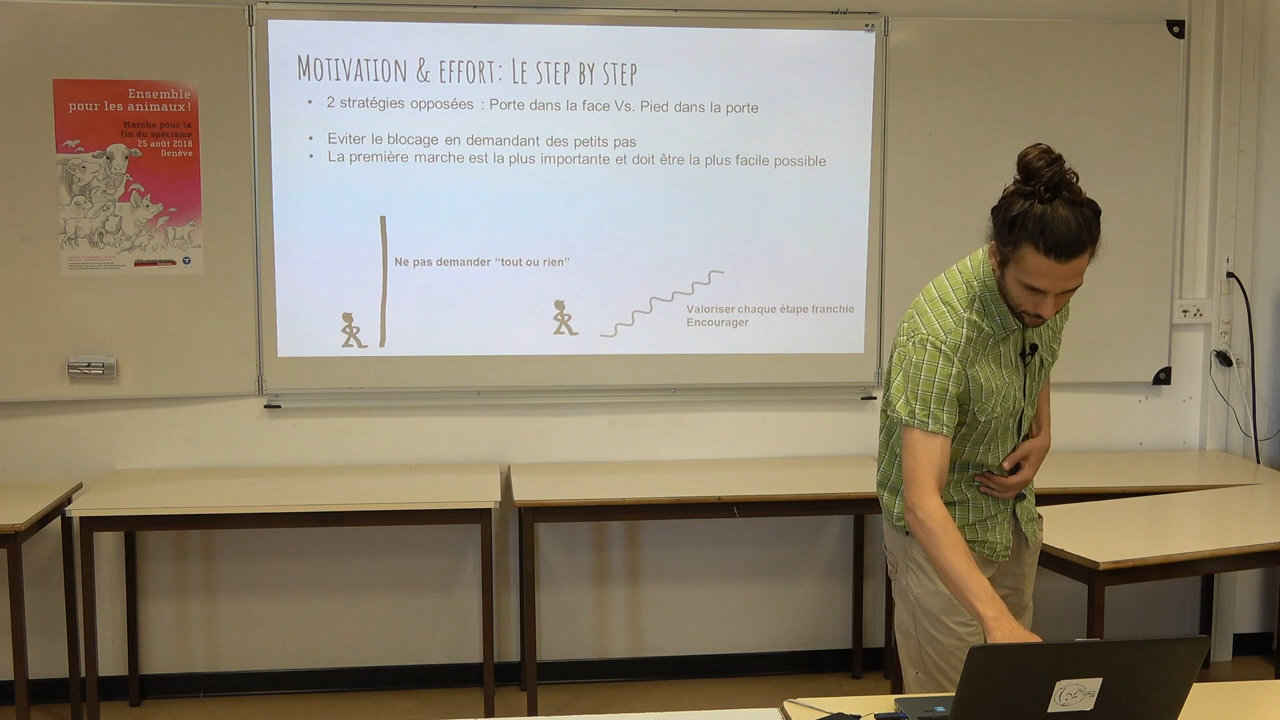 Ensemble
pour les animaux !
Marche pour la
fin du spécisme
25 août 2018
Genève
MOTIVATION & EFFORT: LE STEP BY STEP
• 2 stratégies opposées : Porte dans la face Vs. Pied dans la porte
• Eviter le blocage en demandant des petits pas
• La première marche est la plus importante et doit être la plus facile possible
Ne pas demander “tout ou rien”
Valoriser chaque étape franchie
Encourager